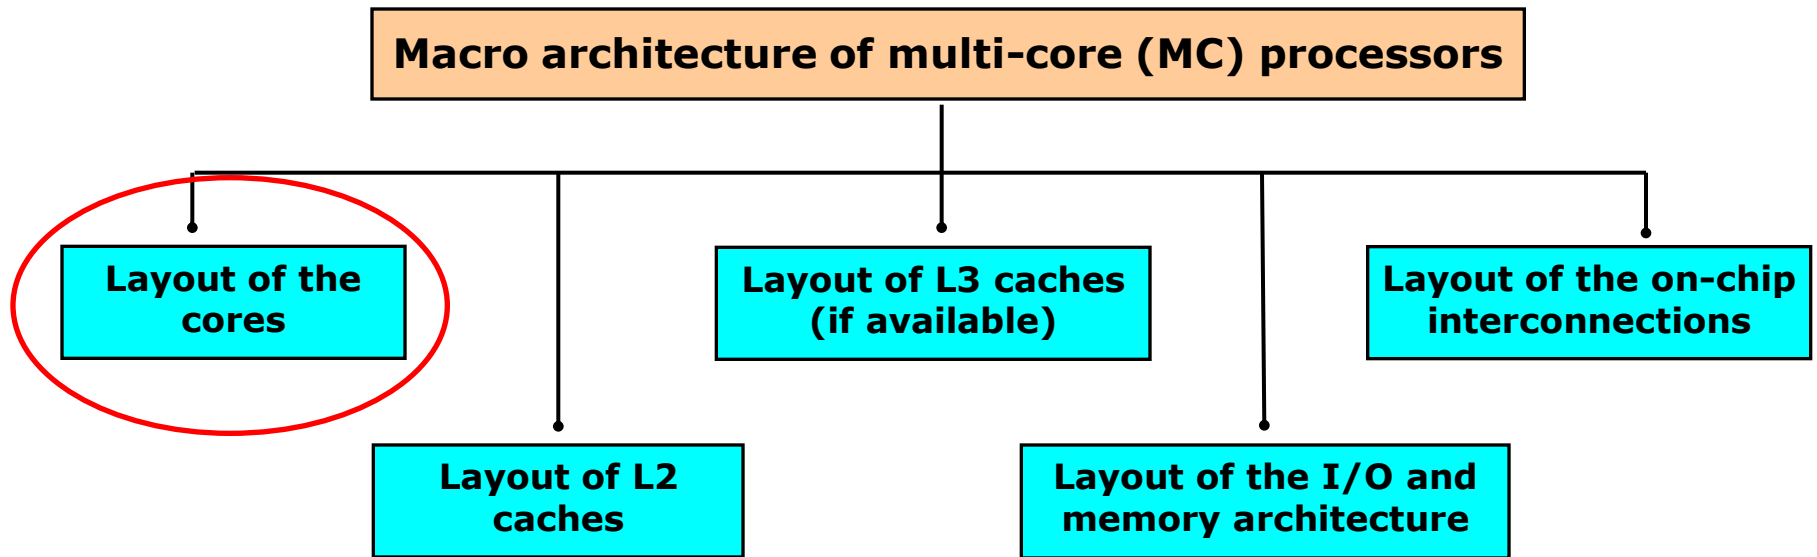 Macro architecture of multi-core (MC) processors
Layout of the
cores
Layout of L3 caches
(if available)
Layout of the on-chip
interconnections
Layout of L2
caches
Layout of the I/O and
memory architecture